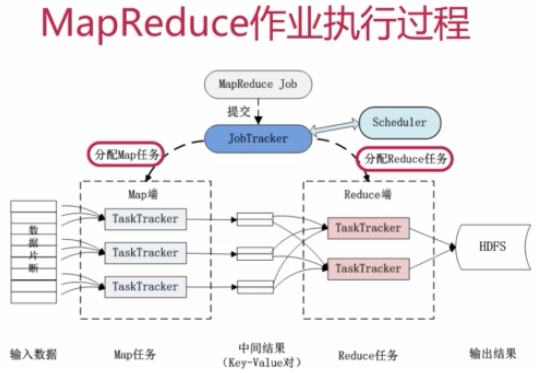 MapReduce作业执行过程
MapReduce Job
提交
JobTracker
Scheduler
分配Map任务
分配Reduce任务
Map端
Reduce端
数据片断
TaskTracker
TaskTracker
TaskTracker
TaskTracker
TaskTracker
HDFS
输入数据
Map任务
中间结果
（Key-Value对）
Reduce任务
输出结果